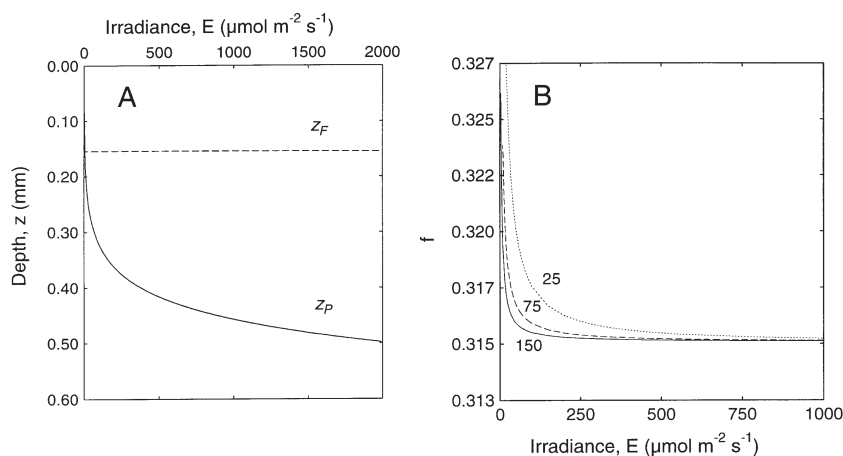 Irradiance, E (µmol m-2 s-1)
0 500 1000 1500 2000
A
Depth, z (mm)
0.00
0.10
0.20
0.30
0.40
0.50
0.60
zF
zP
B
f
0.327
0.325
0.322
0.320
0.317
0.315
0.313
25
75
150
0 250 500 750 1000
Irradiance, E (µmol m-2 s-1)